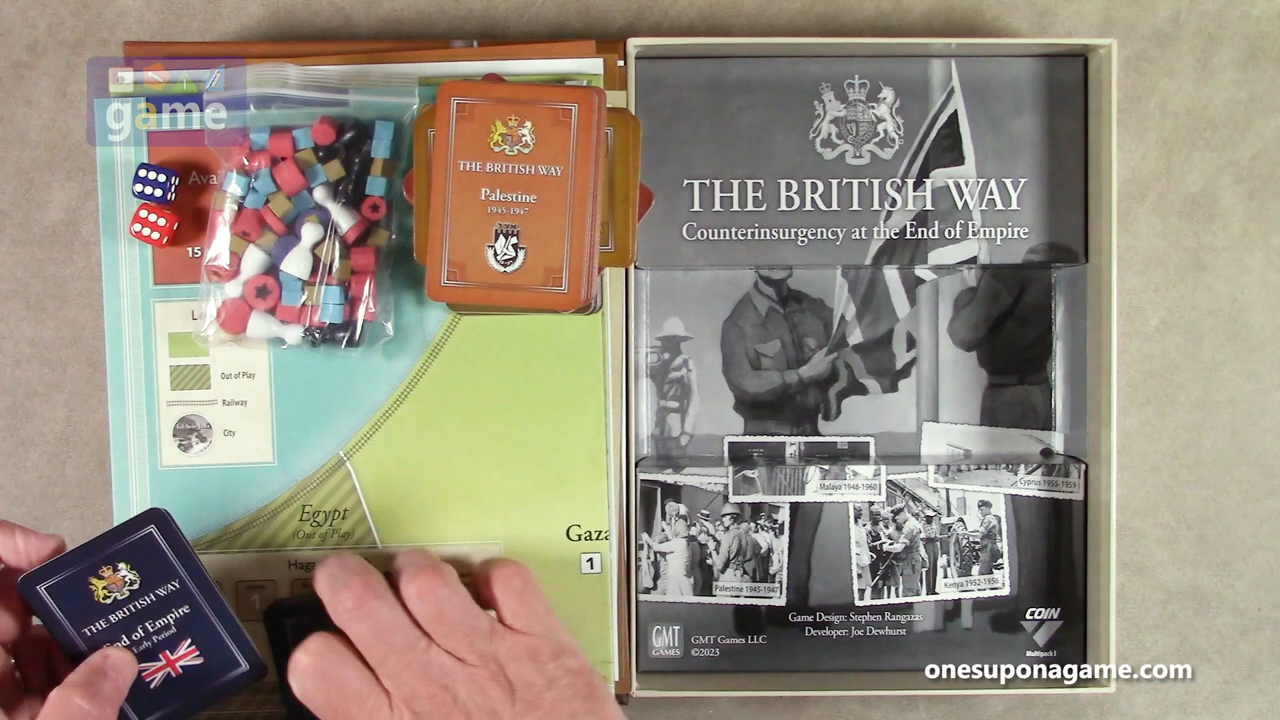 game
Ava
15
L
Out of Play
Railway
City
Egypt
(Out of Play)
Haga
1
Gaza
1
THE BRITISH WAY
Palestine
1945-1947
THE BRITISH WAY
End of Empire
Early Period
THE BRITISH WAY
Counterinsurgency at the End of Empire
Malaya 1948-1960
Cyprus 1955-1959
Palestine 1945-1947
Kenya 1952-1956
Game Design: Stephen Rangazas
Developer: Joe Dewhurst
GMT
GAMES
GMT Games LLC
©2023
COIN
Multipack I
onesuponagame.com